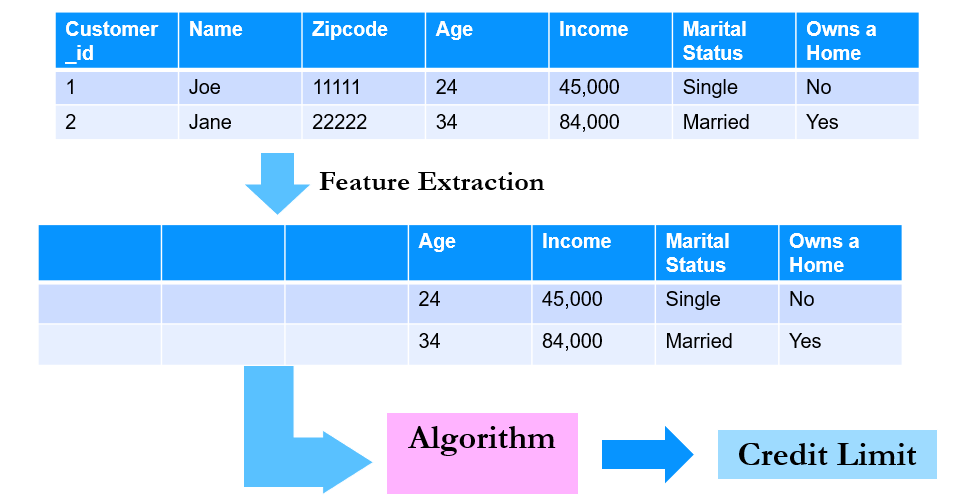 Customer _id Name Zipcode Age Income Marital Status Owns a Home
1 Joe 11111 24 45,000 Single No
2 Jane 22222 34 84,000 Married Yes
Feature Extraction
Age Income Marital Status Owns a Home
24 45,000 Single No
34 84,000 Married Yes
Algorithm
Credit Limit